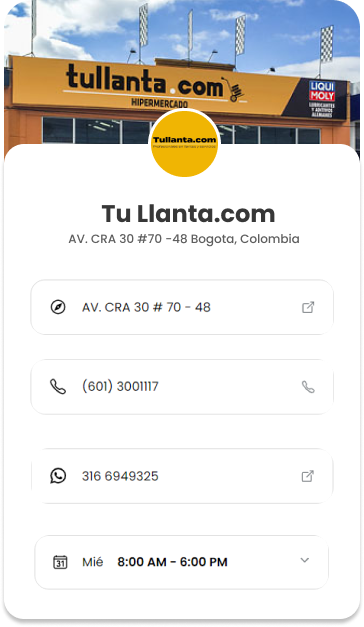 tullanta.com
HIPERMERCADO
LIQUI
MOLY
LUBRICANTES
Y ADITIVOS
ALEMANES
Tullanta.com
Tu Llanta.com
AV. CRA 30 #70 -48 Bogota, Colombia
AV. CRA 30 # 70 - 48
(601) 3001117
316 6949325
31
Mié 8:00 AM - 6:00 PM